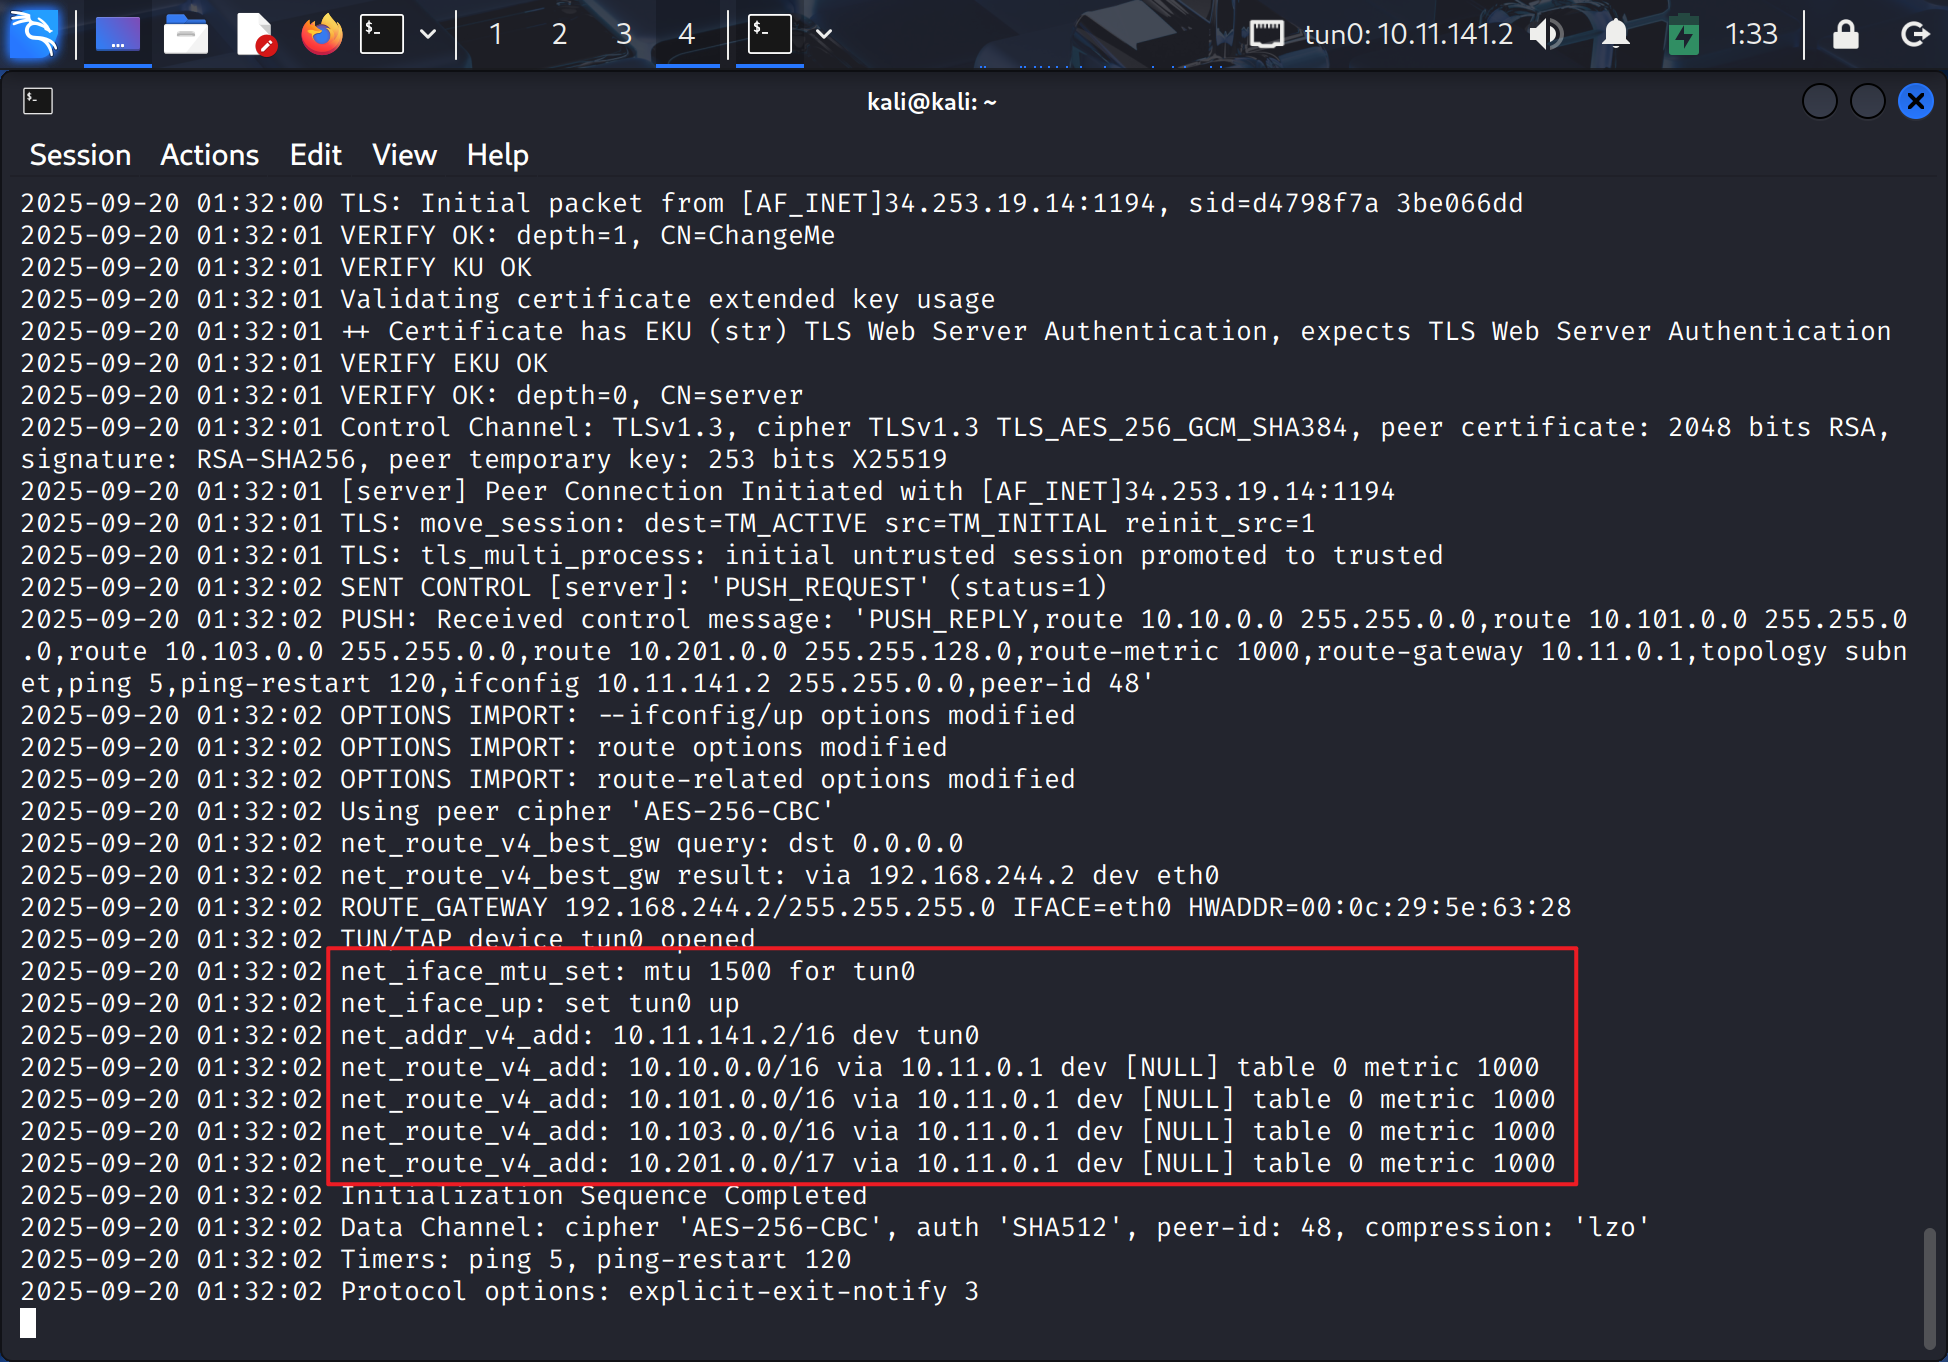 1 2 3 4 tun0: 10.11.141.2 1:33
kali@kali: ~
Session Actions Edit View Help
2025-09-20 01:32:00 TLS: Initial packet from [AF_INET]34.253.19.14:1194, sid=d4798f7a 3be066dd
2025-09-20 01:32:01 VERIFY OK: depth=1, CN=ChangeMe
2025-09-20 01:32:01 VERIFY KU OK
2025-09-20 01:32:01 Validating certificate extended key usage
2025-09-20 01:32:01 ++ Certificate has EKU (str) TLS Web Server Authentication, expects TLS Web Server Authentication
2025-09-20 01:32:01 VERIFY EKU OK
2025-09-20 01:32:01 VERIFY OK: depth=0, CN=server
2025-09-20 01:32:01 Control Channel: TLSv1.3, cipher TLSv1.3 TLS_AES_256_GCM_SHA384, peer certificate: 2048 bits RSA,
signature: RSA-SHA256, peer temporary key: 253 bits X25519
2025-09-20 01:32:01 [server] Peer Connection Initiated with [AF_INET]34.253.19.14:1194
2025-09-20 01:32:01 TLS: move_session: dest=TM_ACTIVE src=TM_INITIAL reinit_src=1
2025-09-20 01:32:01 TLS: tls_multi_process: initial untrusted session promoted to trusted
2025-09-20 01:32:02 SENT CONTROL [server]: 'PUSH_REQUEST' (status=1)
2025-09-20 01:32:02 PUSH: Received control message: 'PUSH_REPLY,route 10.10.0.0 255.255.0.0,route 10.101.0.0 255.255.0
.0,route 10.103.0.0 255.255.0.0,route 10.201.0.0 255.255.128.0,route-metric 1000,route-gateway 10.11.0.1,topology subn
et,ping 5,ping-restart 120,ifconfig 10.11.141.2 255.255.0.0,peer-id 48'
2025-09-20 01:32:02 OPTIONS IMPORT: --ifconfig/up options modified
2025-09-20 01:32:02 OPTIONS IMPORT: route options modified
2025-09-20 01:32:02 OPTIONS IMPORT: route-related options modified
2025-09-20 01:32:02 Using peer cipher 'AES-256-CBC'
2025-09-20 01:32:02 net_route_v4_best_gw query: dst 0.0.0.0
2025-09-20 01:32:02 net_route_v4_best_gw result: via 192.168.244.2 dev eth0
2025-09-20 01:32:02 ROUTE_GATEWAY 192.168.244.2/255.255.255.0 IFACE=eth0 HWADDR=00:0c:29:5e:63:28
2025-09-20 01:32:02 TUN/TAP device tun0 opened
2025-09-20 01:32:02 net_iface_mtu_set: mtu 1500 for tun0
2025-09-20 01:32:02 net_iface_up: set tun0 up
2025-09-20 01:32:02 net_addr_v4_add: 10.11.141.2/16 dev tun0
2025-09-20 01:32:02 net_route_v4_add: 10.10.0.0/16 via 10.11.0.1 dev [NULL] table 0 metric 1000
2025-09-20 01:32:02 net_route_v4_add: 10.101.0.0/16 via 10.11.0.1 dev [NULL] table 0 metric 1000
2025-09-20 01:32:02 net_route_v4_add: 10.103.0.0/16 via 10.11.0.1 dev [NULL] table 0 metric 1000
2025-09-20 01:32:02 net_route_v4_add: 10.201.0.0/17 via 10.11.0.1 dev [NULL] table 0 metric 1000
2025-09-20 01:32:02 Initialization Sequence Completed
2025-09-20 01:32:02 Data Channel: cipher 'AES-256-CBC', auth 'SHA512', peer-id: 48, compression: 'lzo'
2025-09-20 01:32:02 Timers: ping 5, ping-restart 120
2025-09-20 01:32:02 Protocol options: explicit-exit-notify 3